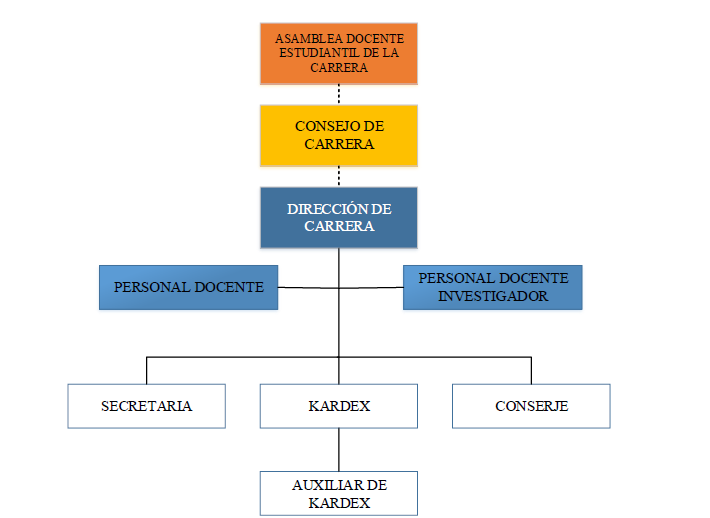 ASAMBLEA DOCENTE
ESTUDIANTIL DE LA
CARRERA
CONSEJO DE
CARRERA
DIRECCIÓN DE
CARRERA
PERSONAL DOCENTE
PERSONAL DOCENTE
INVESTIGADOR
SECRETARIA
KARDEX
CONSERJE
AUXILIAR DE
KARDEX